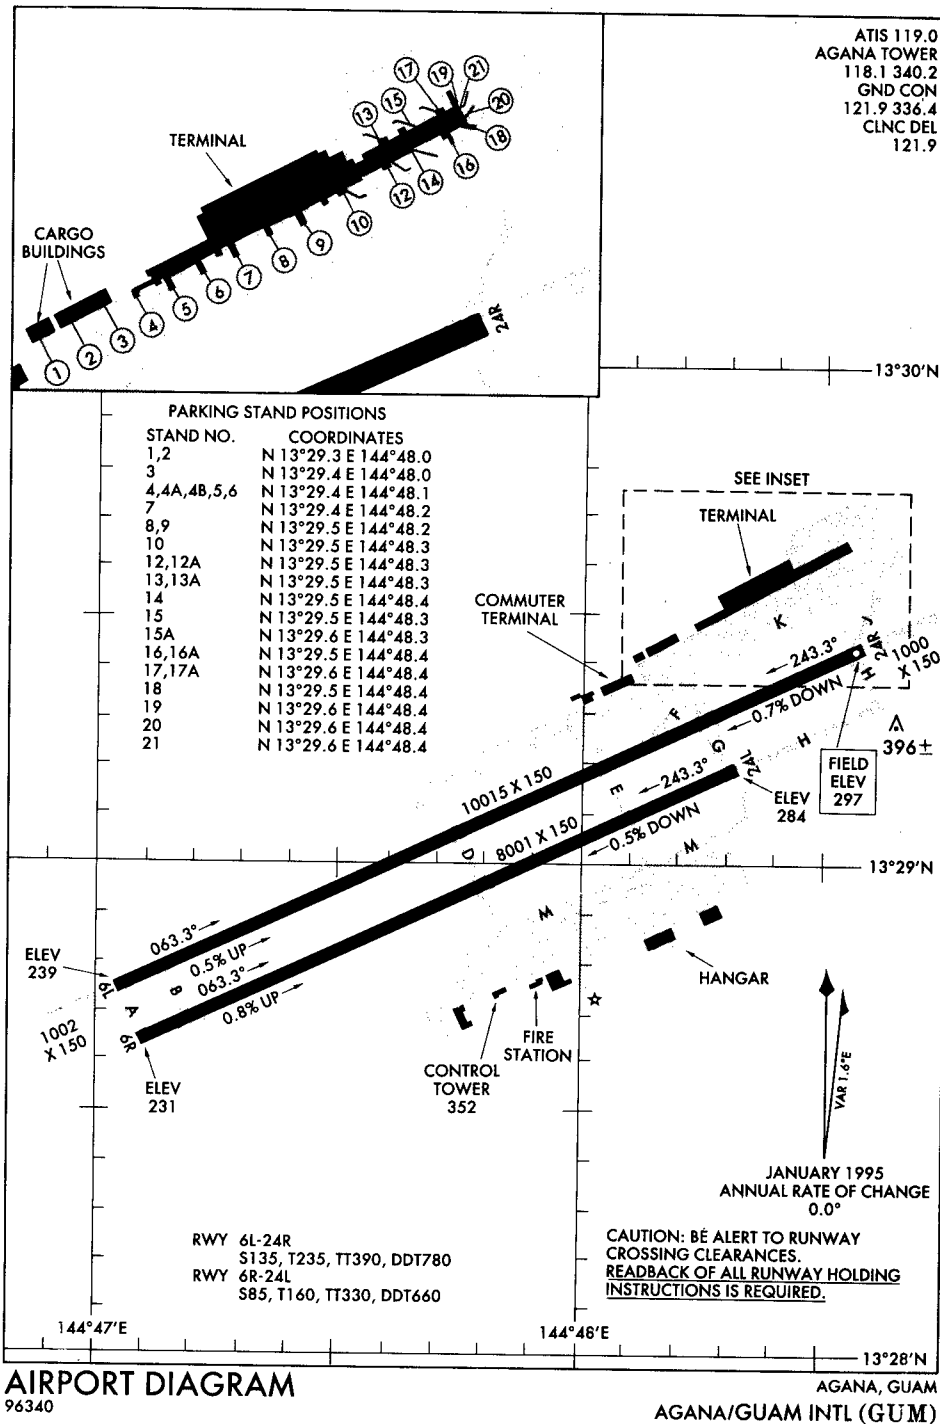 ATIS 119.0
AGANA TOWER
118.1 340.2
GND CON
121.9 336.4
CLNC DEL
121.9
TERMINAL
CARGO
BUILDINGS
1
2
3
4
5
6
7
8
9
10
12
13
14
15
16
17
18
19
20
21
24R
13°30'N
PARKING STAND POSITIONS
STAND NO. COORDINATES
1,2 N 13°29.3 E 144°48.0
3 N 13°29.4 E 144°48.0
4,4A,4B,5,6 N 13°29.4 E 144°48.1
7 N 13°29.4 E 144°48.2
8,9 N 13°29.5 E 144°48.2
10 N 13°29.5 E 144°48.3
12,12A N 13°29.5 E 144°48.3
13,13A N 13°29.5 E 144°48.3
14 N 13°29.5 E 144°48.4
15 N 13°29.5 E 144°48.3
15A N 13°29.6 E 144°48.3
16,16A N 13°29.5 E 144°48.4
17,17A N 13°29.6 E 144°48.4
18 N 13°29.5 E 144°48.4
19 N 13°29.6 E 144°48.4
20 N 13°29.6 E 144°48.4
21 N 13°29.6 E 144°48.4
SEE INSET
TERMINAL
COMMUTER
TERMINAL
K
J
24R
H
1000
X 150
243.3°
0.7% DOWN
F
G
H
396±
FIELD
ELEV
297
24L
ELEV
284
243.3°
E
10015 X 150
8001 X 150
0.5% DOWN
D
W
13°29'N
W
063.3°
0.5% UP
ELEV
239
6L
B
063.3°
0.8% UP
A
6R
1002
X 150
ELEV
231
HANGAR
FIRE
STATION
CONTROL
TOWER
352
VAR 1.6°E
JANUARY 1995
ANNUAL RATE OF CHANGE
0.0°
RWY 6L-24R
S135, T235, TT390, DDT780
RWY 6R-24L
S85, T160, TT330, DDT660
CAUTION: BE ALERT TO RUNWAY
CROSSING CLEARANCES.
READBACK OF ALL RUNWAY HOLDING
INSTRUCTIONS IS REQUIRED.
144°47'E
144°48'E
13°28'N
AIRPORT DIAGRAM
96340
AGANA, GUAM
AGANA/GUAM INTL (GUM)